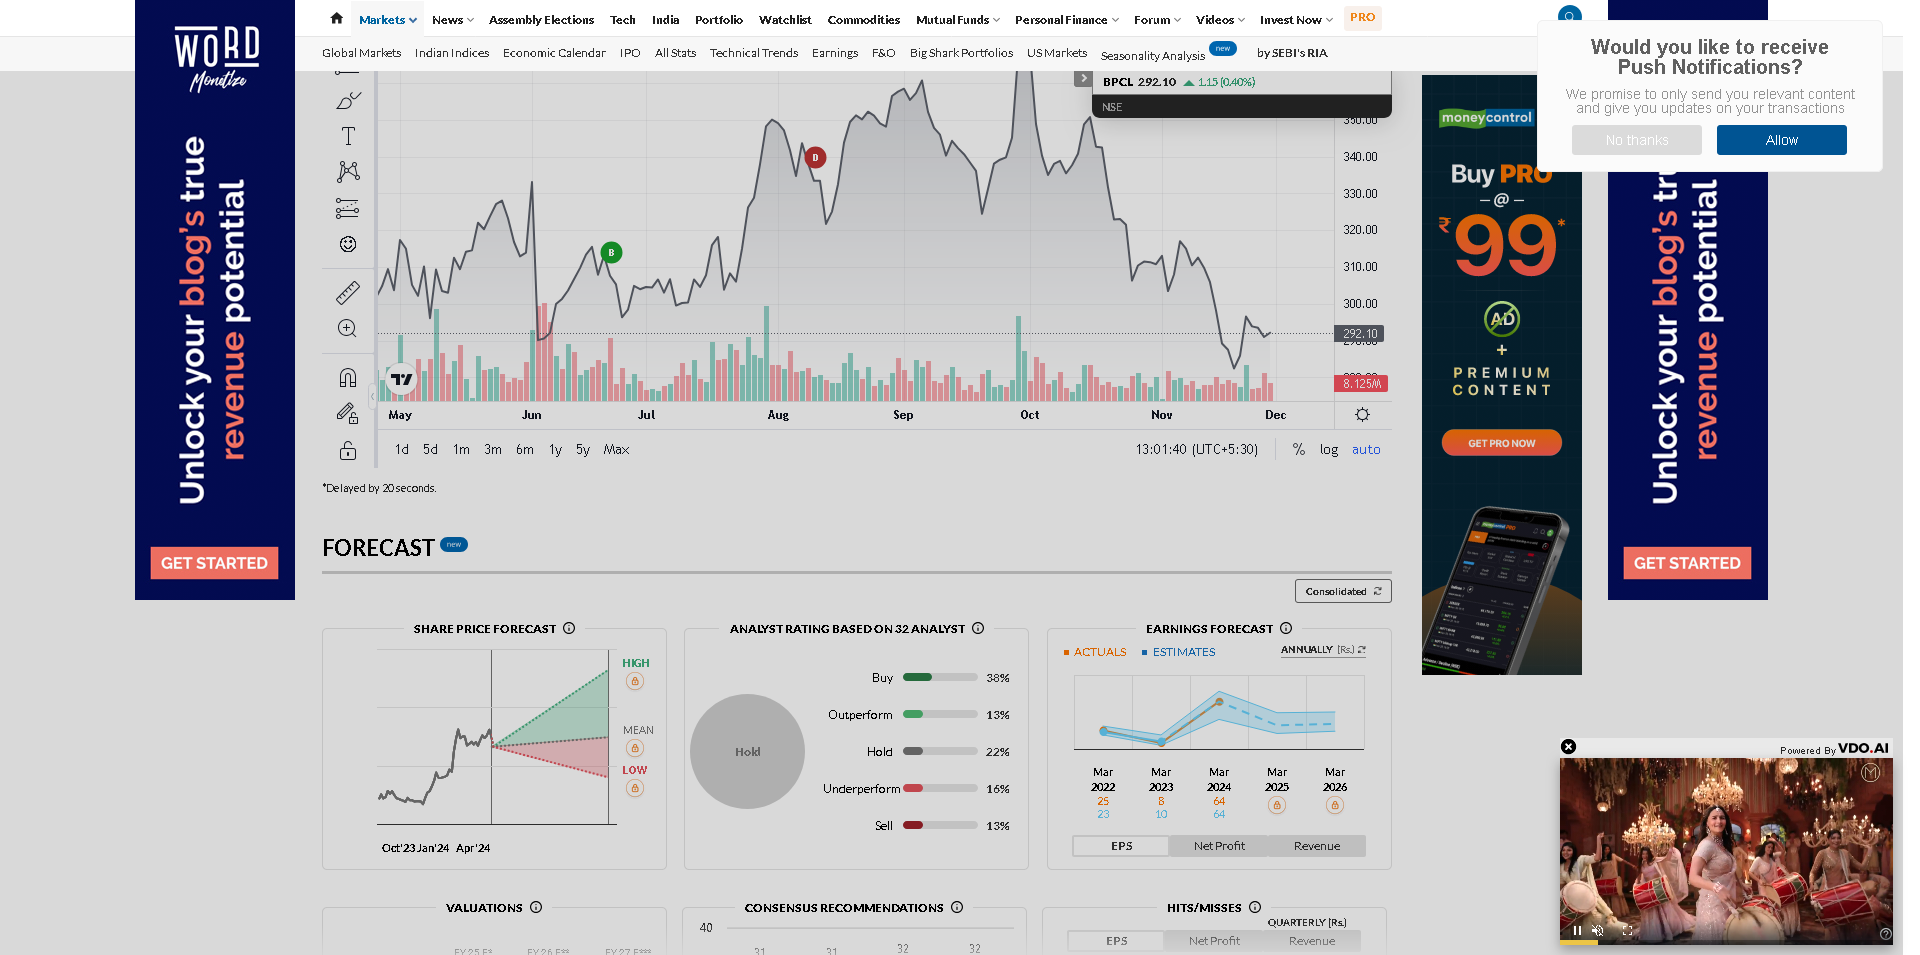 Markets News Assembly Elections Tech India Portfolio Watchlist Commodities Mutual Funds Personal Finance Forum Videos Invest Now PRO
Global Markets Indian Indices Economic Calendar IPO All Stats Technical Trends Earnings F&O Big Shark Portfolios US Markets Seasonality Analysis new by SEBI's RIA
WORD
Monetize
Unlock your blog's true
revenue potential
GET STARTED
BPCL 292.10 1.15 (0.40%)
NSE
350.00
340.00
330.00
320.00
310.00
300.00
292.10
8.125M
D
B
May Jun Jul Aug Sep Oct Nov Dec
1d 5d 1m 3m 6m 1y 5y Max
13:01:40 (UTC+5:30) % log auto
*Delayed by 20 seconds.
FORECAST new
Consolidated
SHARE PRICE FORECAST
HIGH
MEAN
LOW
Oct'23 Jan'24 Apr'24
ANALYST RATING BASED ON 32 ANALYST
Hold
Buy 38%
Outperform 13%
Hold 22%
Underperform 16%
Sell 13%
EARNINGS FORECAST
ACTUALS ESTIMATES ANNUALLY (Rs.)
Mar Mar Mar Mar Mar
2022 2023 2024 2025 2026
25 8 64
23 10 64
EPS Net Profit Revenue
VALUATIONS
FY 25 E* FY 26 E** FY 27 E***
CONSENSUS RECOMMENDATIONS
40
31 31 32 32
HITS/MISSES
QUARTERLY (Rs.)
EPS Net Profit Revenue
moneycontrol
Buy PRO
@
₹99*
AD
+
PREMIUM
CONTENT
GET PRO NOW
Would you like to receive
Push Notifications?
We promise to only send you relevant content
and give you updates on your transactions
No thanks Allow
Unlock your blog's tru
revenue potential
GET STARTED
Powered By VDO.AI